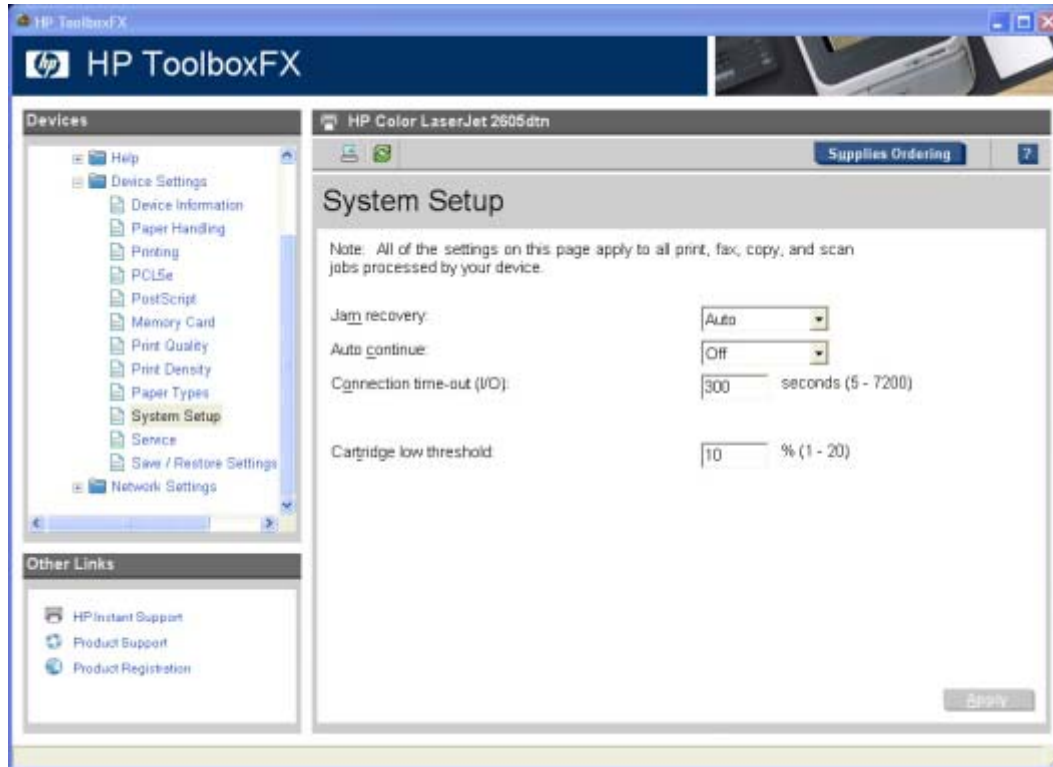 HP ToolboxFX
hp HP ToolboxFX
Devices
Help
Device Settings
Device Information
Paper Handling
Printing
PCL5e
PostScript
Memory Card
Print Quality
Print Density
Paper Types
System Setup
Service
Save / Restore Settings
Network Settings
Other Links
HP Instant Support
Product Support
Product Registration
HP Color LaserJet 2605dtn
Supplies Ordering ?
System Setup
Note: All of the settings on this page apply to all print, fax, copy, and scan
jobs processed by your device.
Jam recovery: Auto
Auto continue: Off
Connection time-out (I/O): 300 seconds (5 - 7200)
Cartridge low threshold: 10 % (1 - 20)
Apply